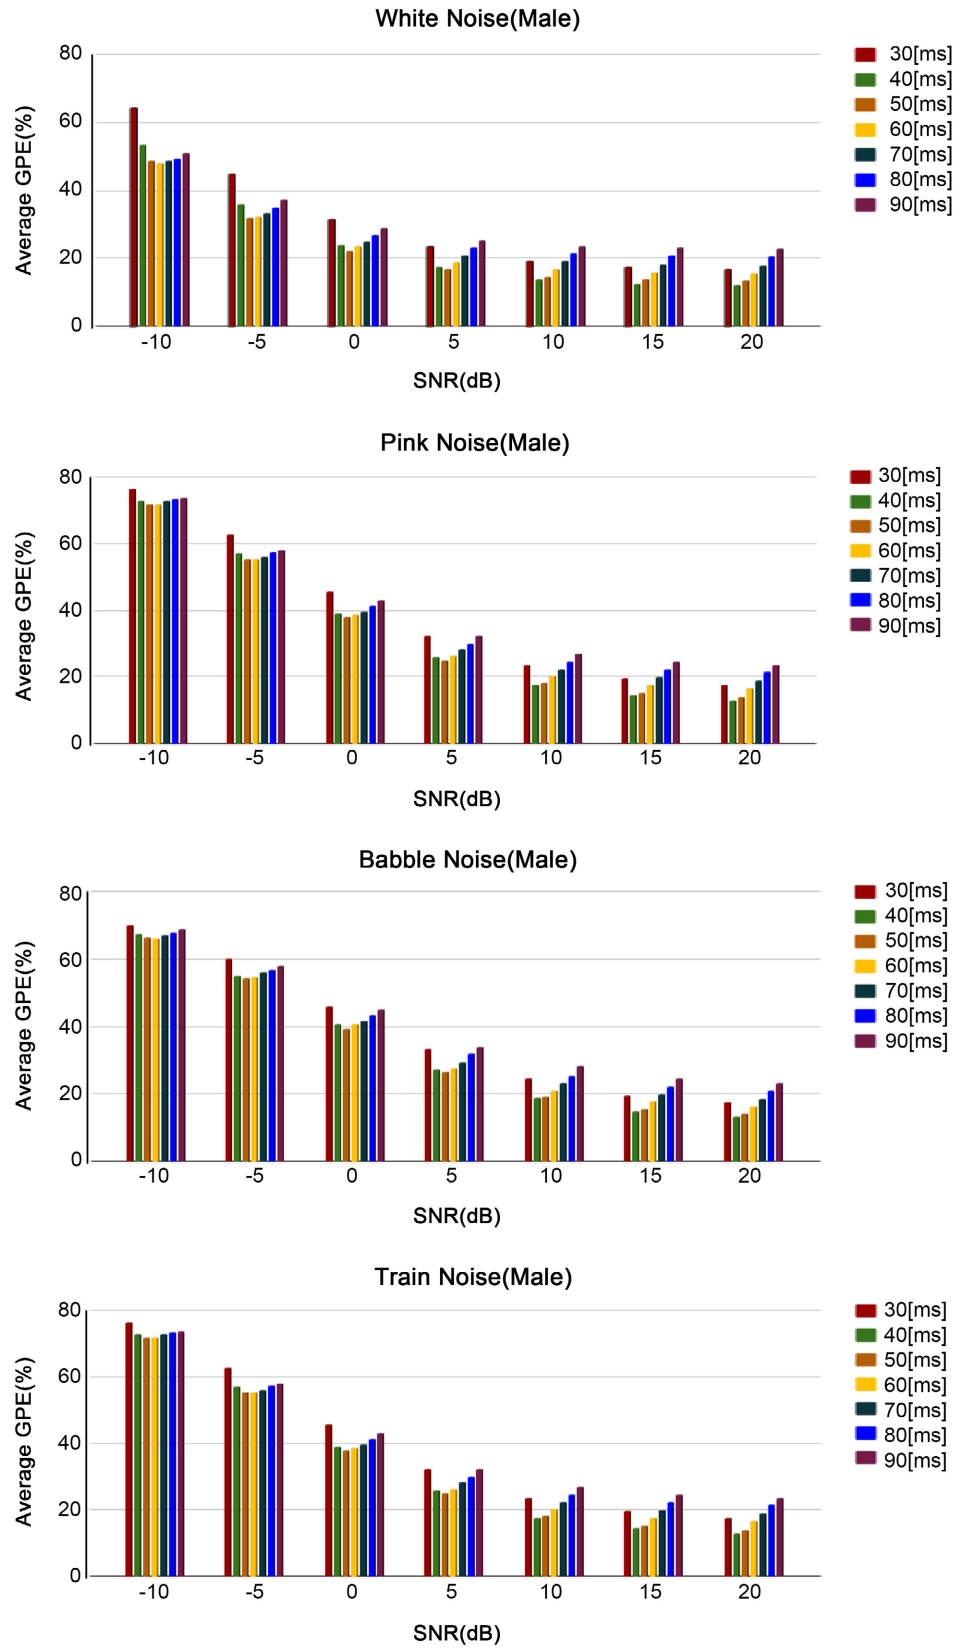 White Noise(Male)
80
60
40
20
0
Average GPE(%)
-10 -5 0 5 10 15 20
SNR(dB)
30[ms]
40[ms]
50[ms]
60[ms]
70[ms]
80[ms]
90[ms]
Pink Noise(Male)
80
60
40
20
0
Average GPE(%)
-10 -5 0 5 10 15 20
SNR(dB)
30[ms]
40[ms]
50[ms]
60[ms]
70[ms]
80[ms]
90[ms]
Babble Noise(Male)
80
60
40
20
0
Average GPE(%)
-10 -5 0 5 10 15 20
SNR(dB)
30[ms]
40[ms]
50[ms]
60[ms]
70[ms]
80[ms]
90[ms]
Train Noise(Male)
80
60
40
20
0
Average GPE(%)
-10 -5 0 5 10 15 20
SNR(dB)
30[ms]
40[ms]
50[ms]
60[ms]
70[ms]
80[ms]
90[ms]